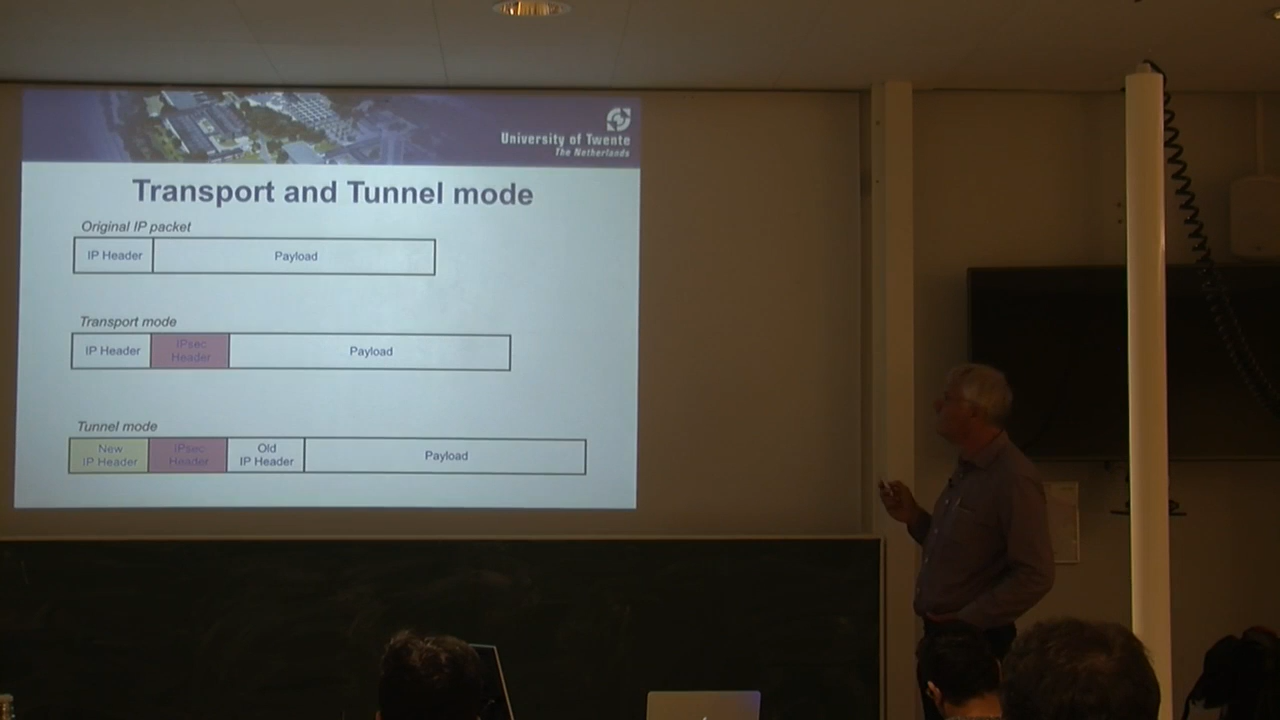 University of Twente
The Netherlands
Transport and Tunnel mode
Original IP packet
IP Header
Payload
Transport mode
IP Header
IPsec
Header
Payload
Tunnel mode
New
IP Header
IPsec
Header
Old
IP Header
Payload